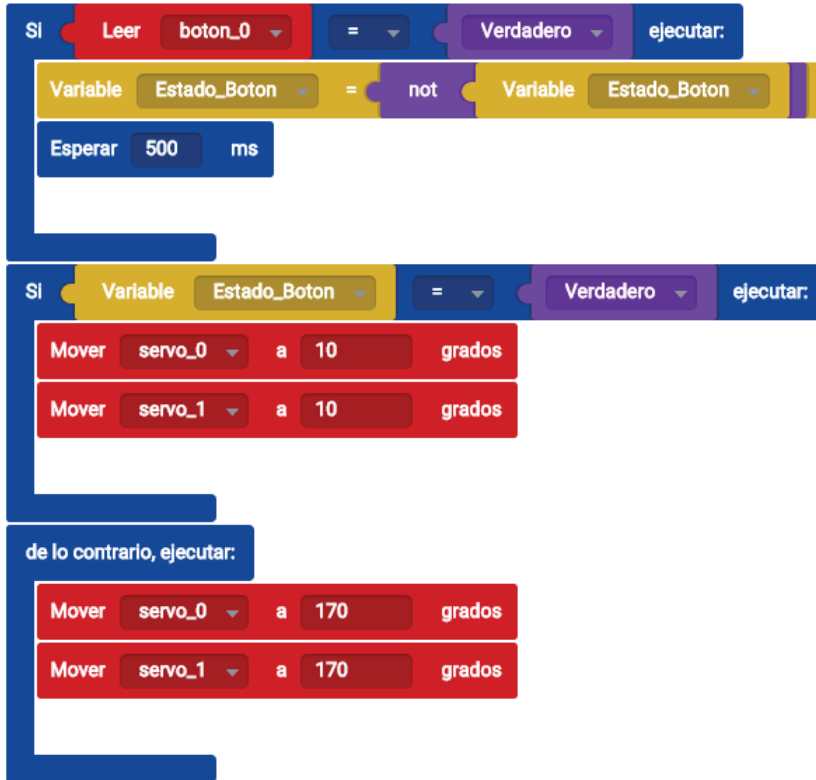 Si Leer boton_0 = Verdadero ejecutar:
Variable Estado_Boton = not Variable Estado_Boton
Esperar 500 ms
Si Variable Estado_Boton = Verdadero ejecutar:
Mover servo_0 a 10 grados
Mover servo_1 a 10 grados
de lo contrario, ejecutar:
Mover servo_0 a 170 grados
Mover servo_1 a 170 grados